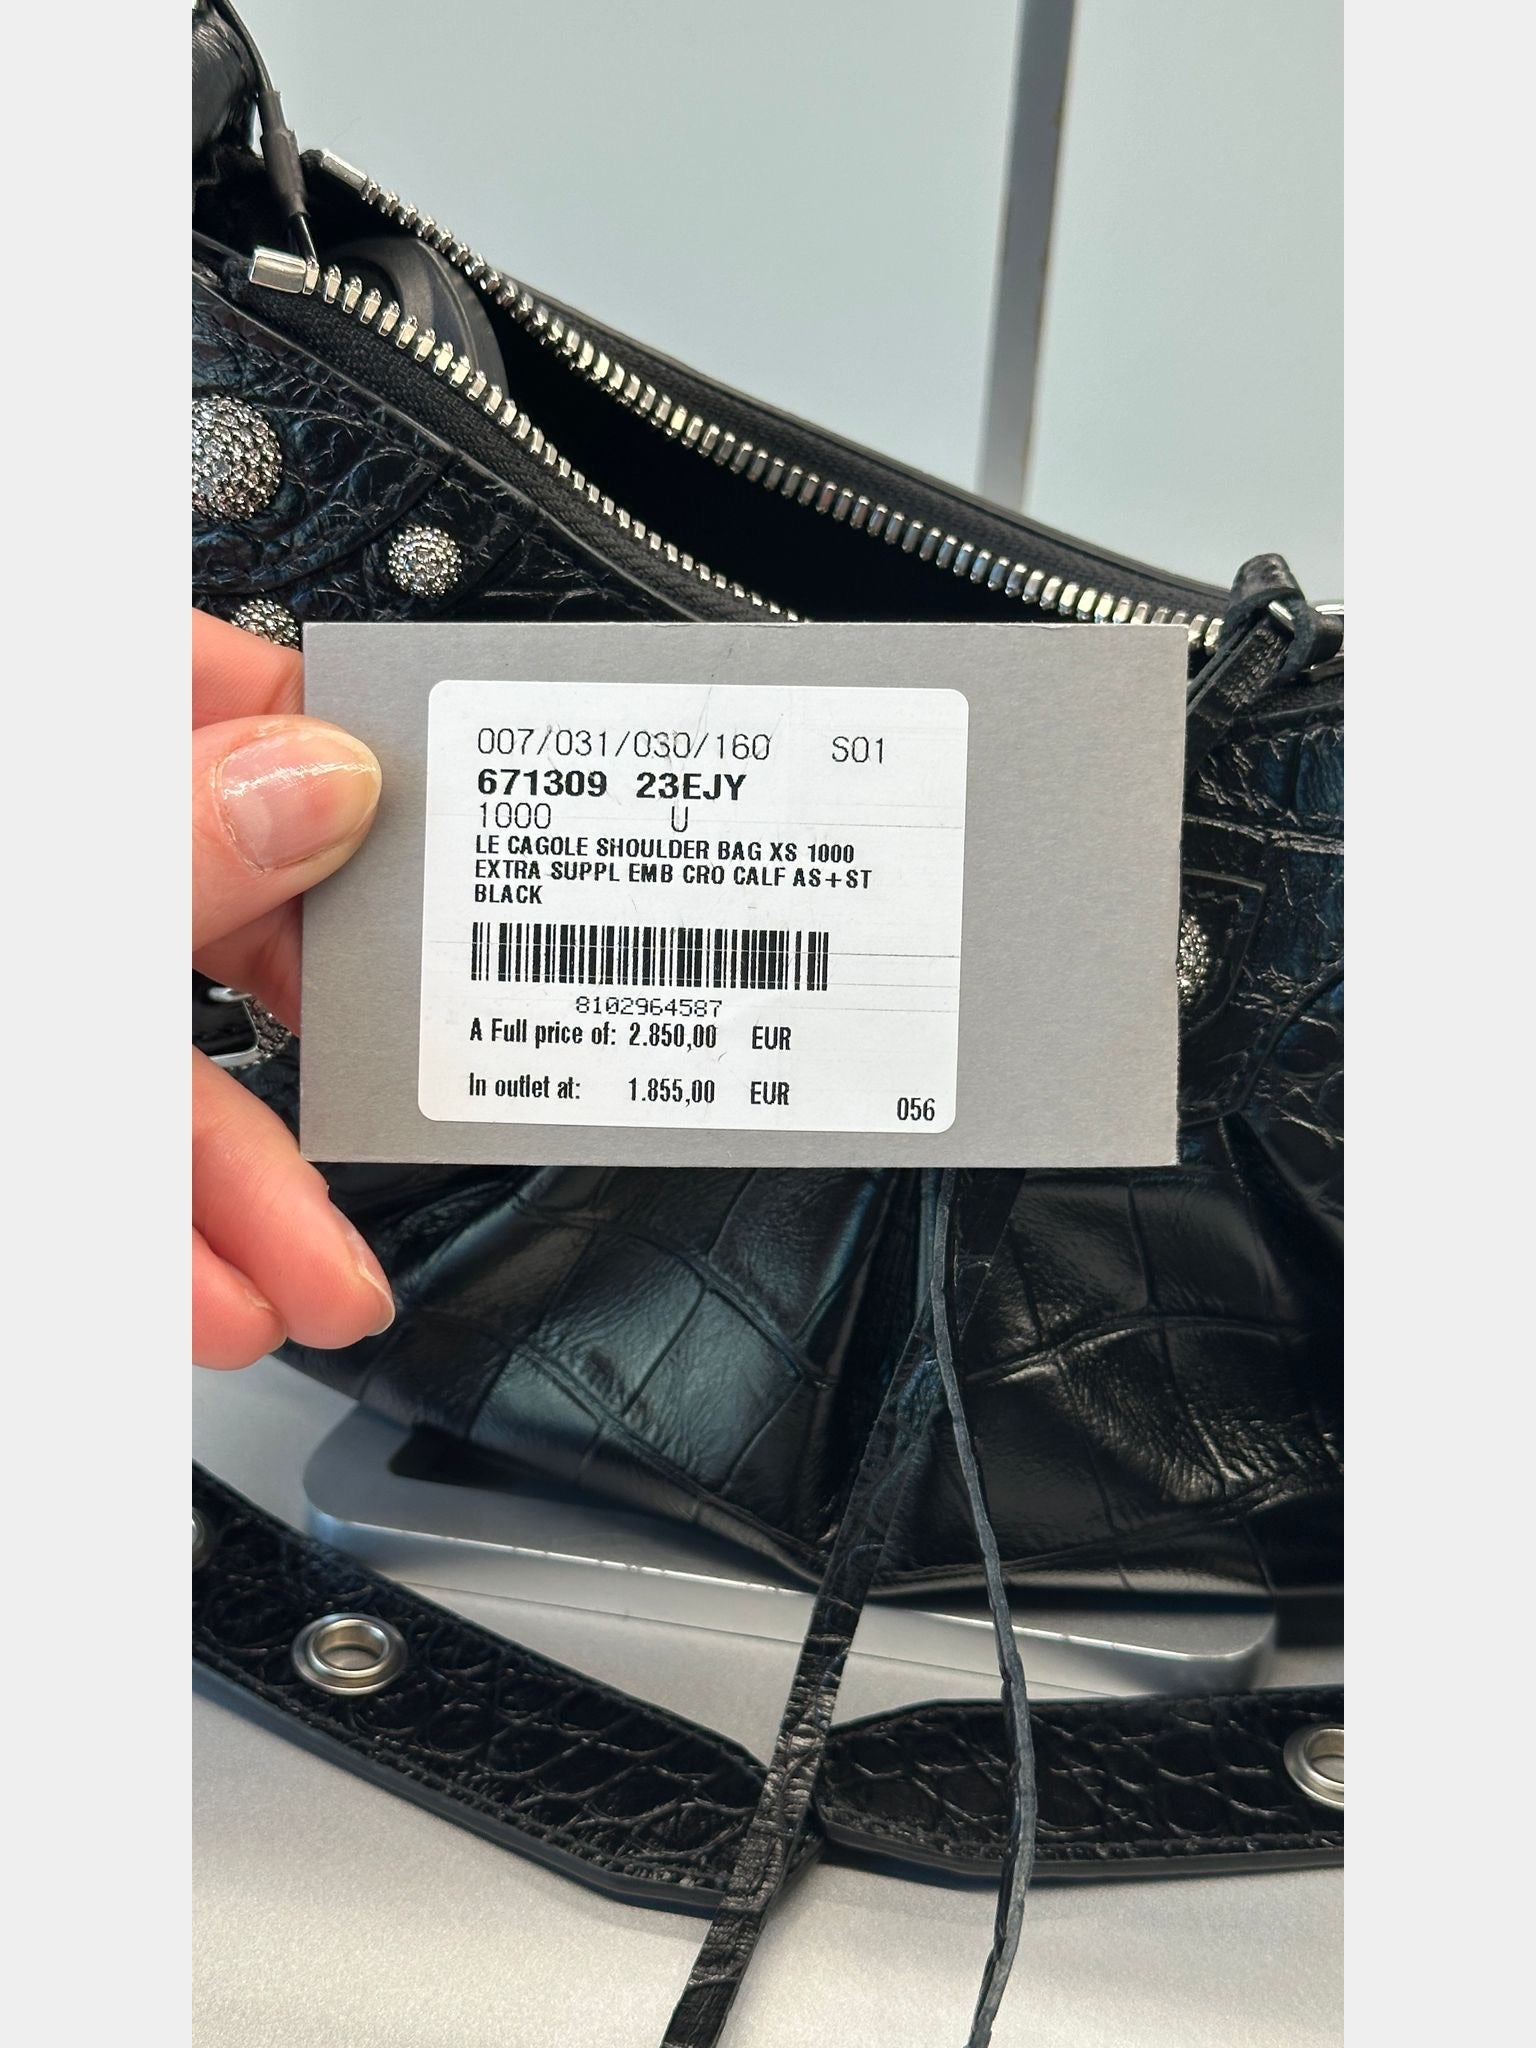 007/031/030/160 S01
671309 23EJY
1000 U
LE CAGOLE SHOULDER BAG XS 1000
EXTRA SUPPL EMB CRO CALF AS+ST
BLACK
8102964587
A Full price of: 2.850,00 EUR
In outlet at: 1.855,00 EUR
056